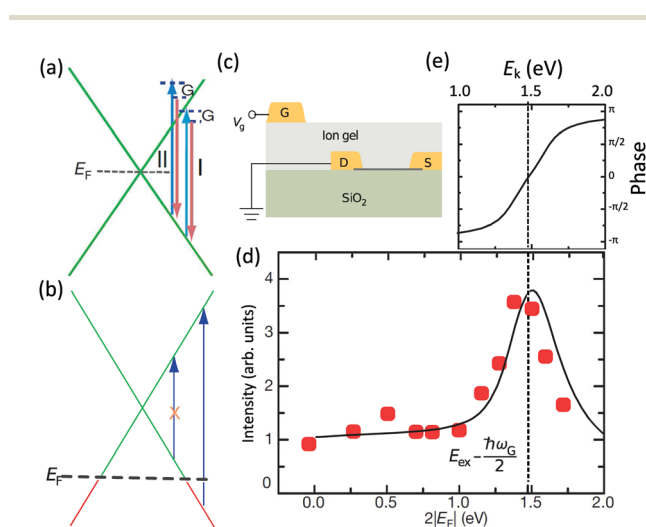 (a)
G
G
II
I
E_F
(b)
X
E_F
(c)
G
V_g
Ion gel
D
S
SiO₂
(e)
E_k (eV)
1.0
1.5
2.0
π
π/2
0
-π/2
-π
Phase
(d)
4
3
2
1
0
Intensity (arb. units)
E_ex - ħω_G/2
0.0
0.5
1.0
1.5
2.0
2|E_F| (eV)